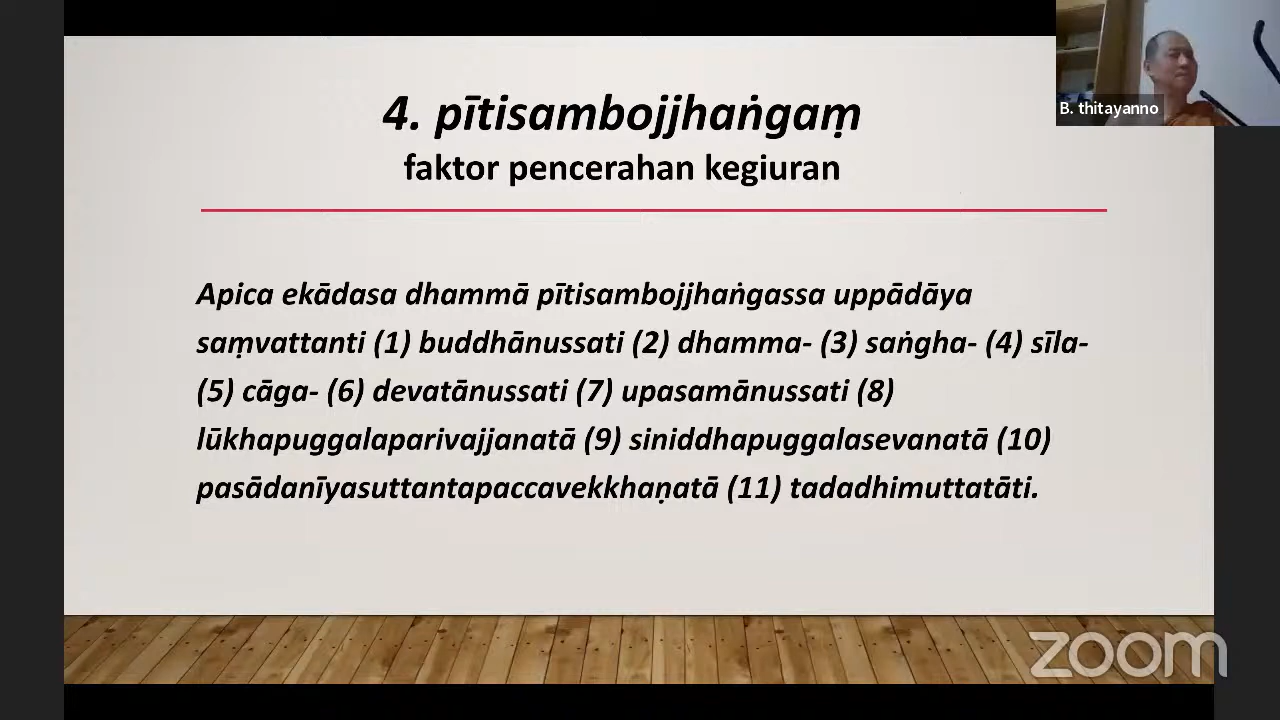 4. pītisambojjhaṅgaṃ
faktor pencerahan kegiuran
B. thitayanno
Apica ekādasa dhammā pītisambojjhaṅgassa uppādāya
saṃvattanti (1) buddhānussati (2) dhamma- (3) saṅgha- (4) sīla-
(5) cāga- (6) devatānussati (7) upasamānussati (8)
lūkhapuggalaparivajjanatā (9) siniddhapuggalasevanatā (10)
pasādanīyasuttantapaccavekkhaṇatā (11) tadadhimuttatāti.
zoom